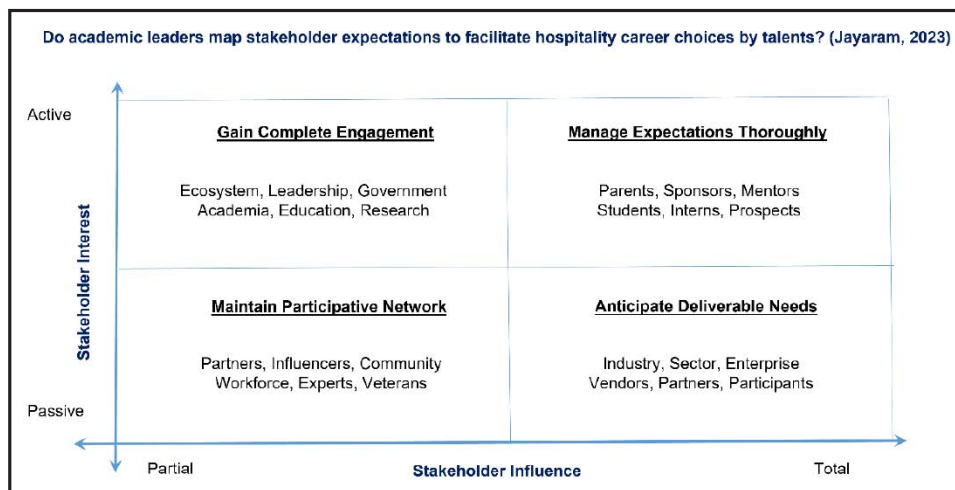 Do academic leaders map stakeholder expectations to facilitate hospitality career choices by talents? (Jayaram, 2023)
Active
Gain Complete Engagement
Manage Expectations Thoroughly
Ecosystem, Leadership, Government
Academia, Education, Research
Parents, Sponsors, Mentors
Students, Interns, Prospects
Stakeholder Interest
Maintain Participative Network
Anticipate Deliverable Needs
Partners, Influencers, Community
Workforce, Experts, Veterans
Industry, Sector, Enterprise
Vendors, Partners, Participants
Passive
Partial
Stakeholder Influence
Total